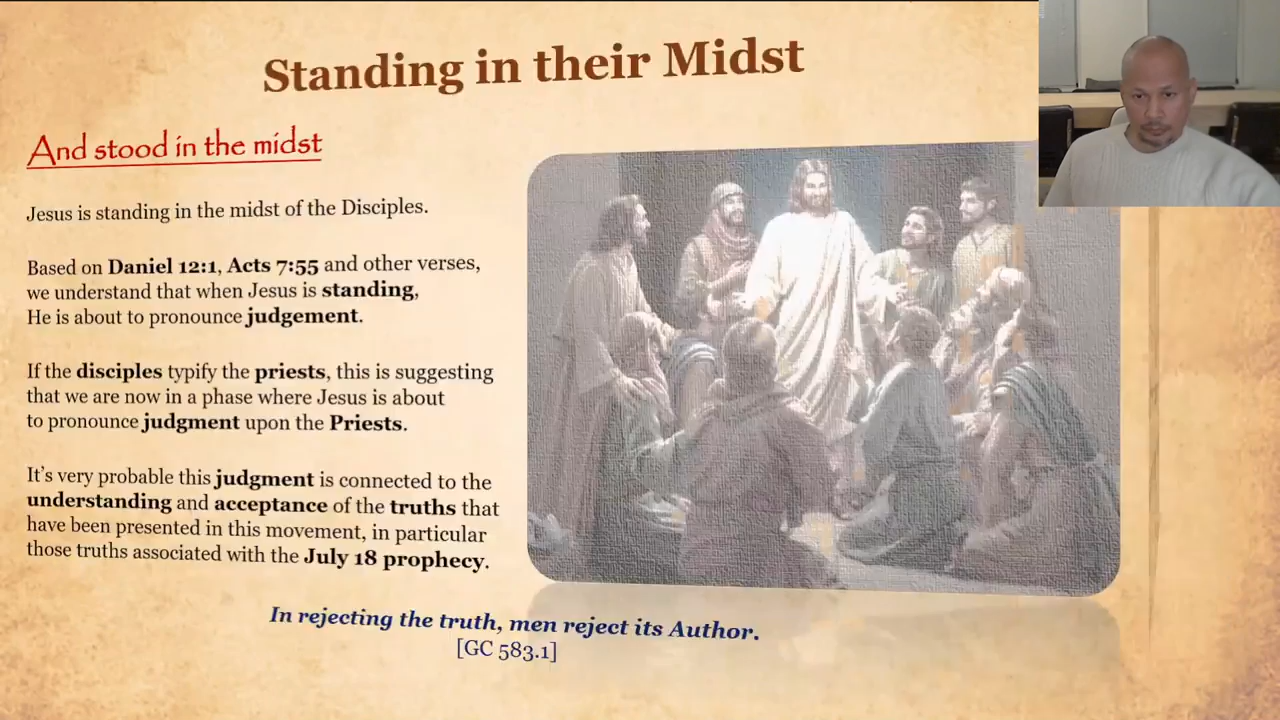 Standing in their Midst
And stood in the midst
Jesus is standing in the midst of the Disciples.
Based on Daniel 12:1, Acts 7:55 and other verses,
we understand that when Jesus is standing,
He is about to pronounce judgement.
If the disciples typify the priests, this is suggesting
that we are now in a phase where Jesus is about
to pronounce judgment upon the Priests.
It's very probable this judgment is connected to the
understanding and acceptance of the truths that
have been presented in this movement, in particular
those truths associated with the July 18 prophecy.
In rejecting the truth, men reject its Author.
[GC 583.1]